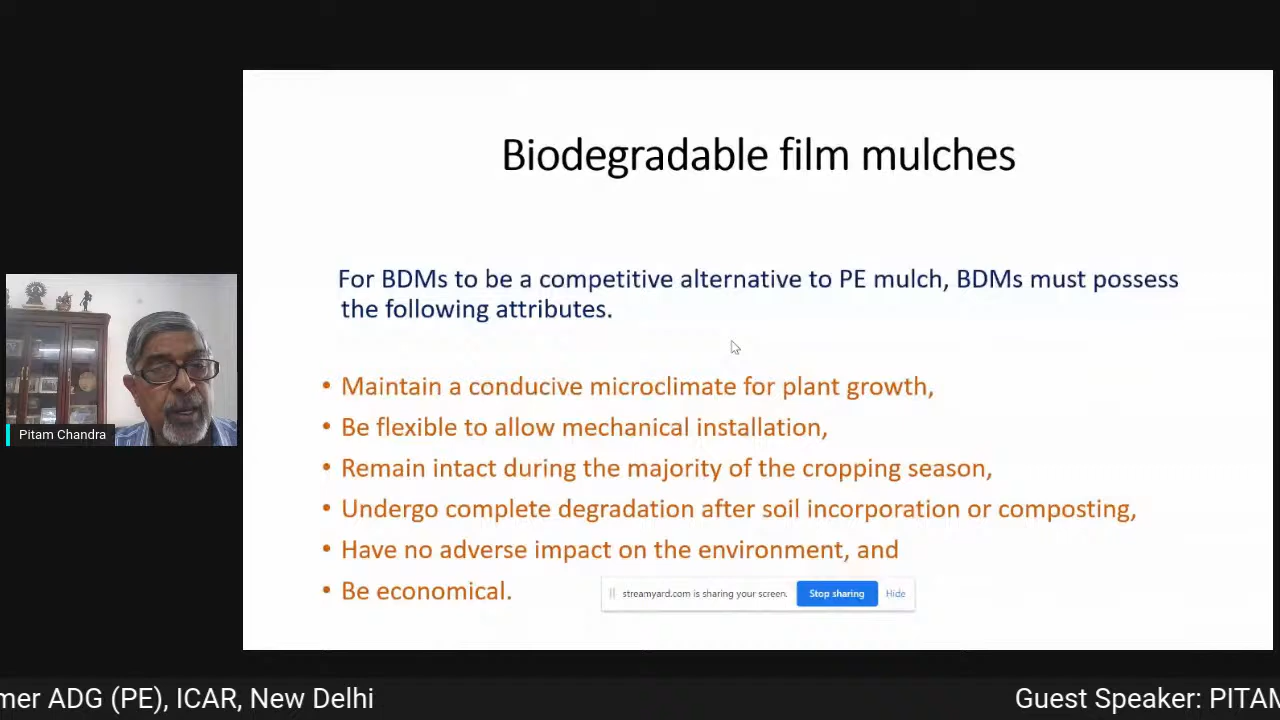 Biodegradable film mulches
For BDMs to be a competitive alternative to PE mulch, BDMs must possess
the following attributes.
• Maintain a conducive microclimate for plant growth,
• Be flexible to allow mechanical installation,
• Remain intact during the majority of the cropping season,
• Undergo complete degradation after soil incorporation or composting,
• Have no adverse impact on the environment, and
• Be economical.
streamyard.com is sharing your screen. Stop sharing Hide
Pitam Chandra
mer ADG (PE), ICAR, New Delhi
Guest Speaker: PITAM